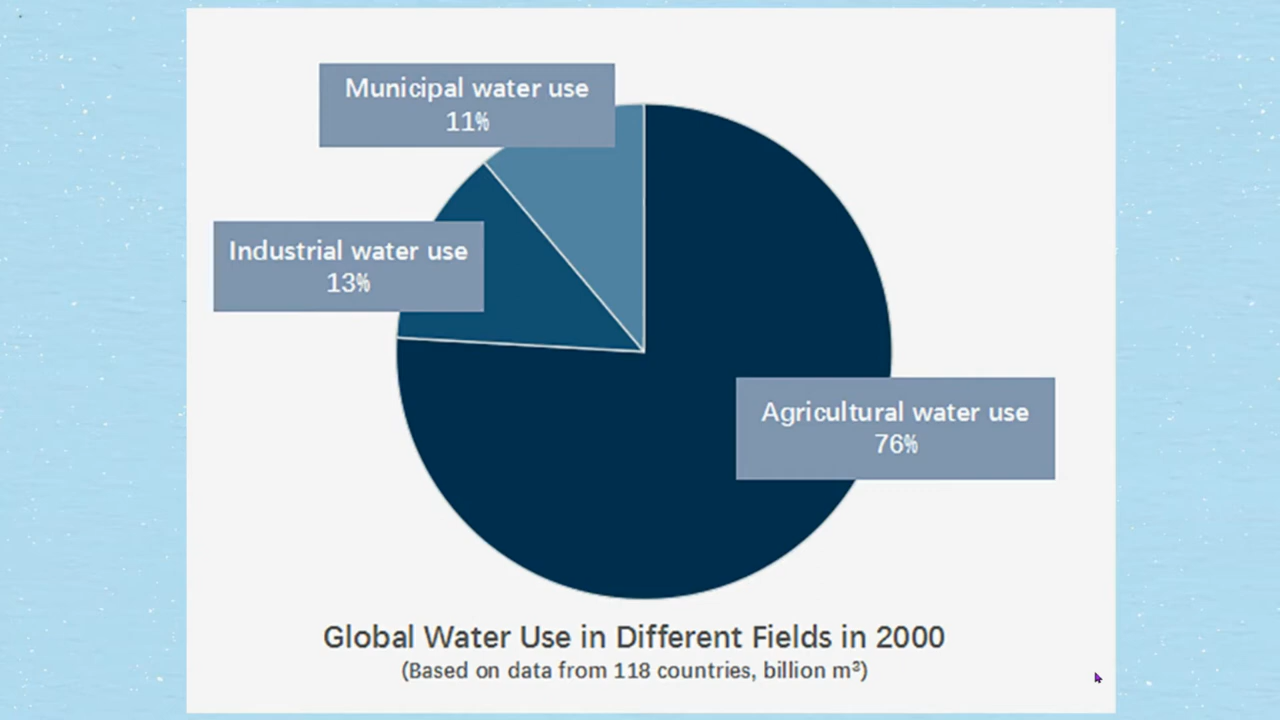 Municipal water use
11%
Industrial water use
13%
Agricultural water use
76%
Global Water Use in Different Fields in 2000
(Based on data from 118 countries, billion m³)